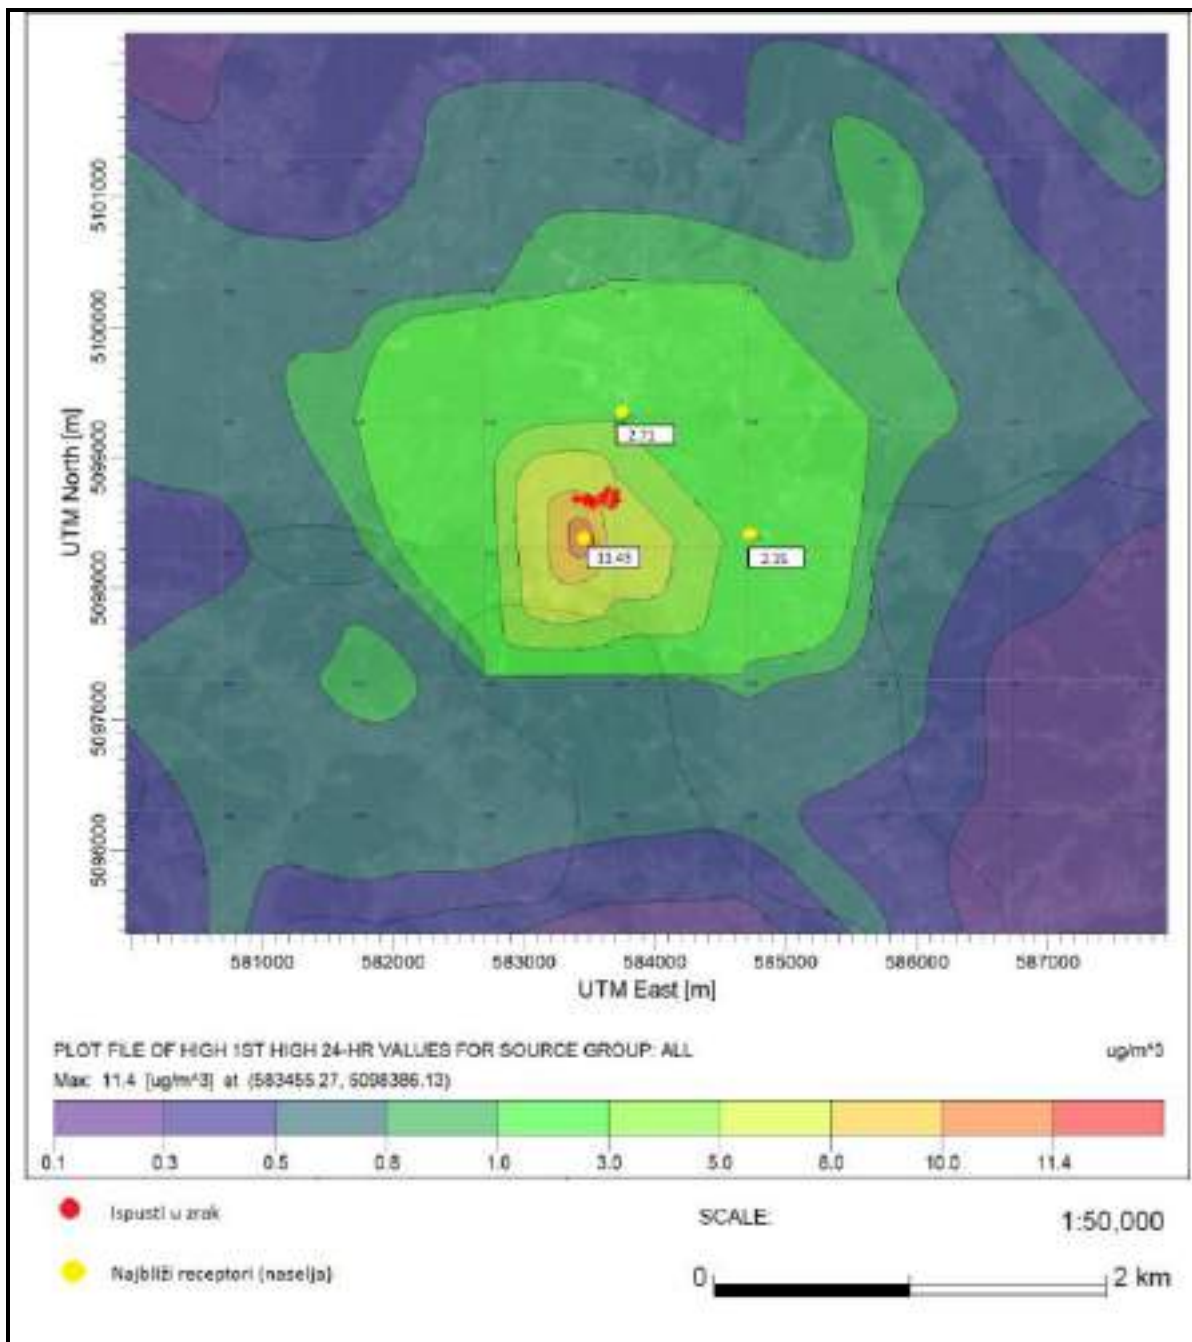 UTM North [m]
5101000
5100000
5099000
5098000
5097000
5096000
2.71
11.43
581000 582000 583000 584000 585000 586000 587000
UTM East [m]
PLOT FILE OF HIGH 1ST HIGH 24-HR VALUES FOR SOURCE GROUP: ALL
ug/m^3
Max: 11.4 [ug/m^3] at (583455.27, 5098386.13)
0.1 0.3 0.5 0.8 1.0 3.0 5.0 8.0 10.0 11.4
Ispusti u zrak
SCALE: 1:50,000
Najbliži receptori (naselja)
0 2 km